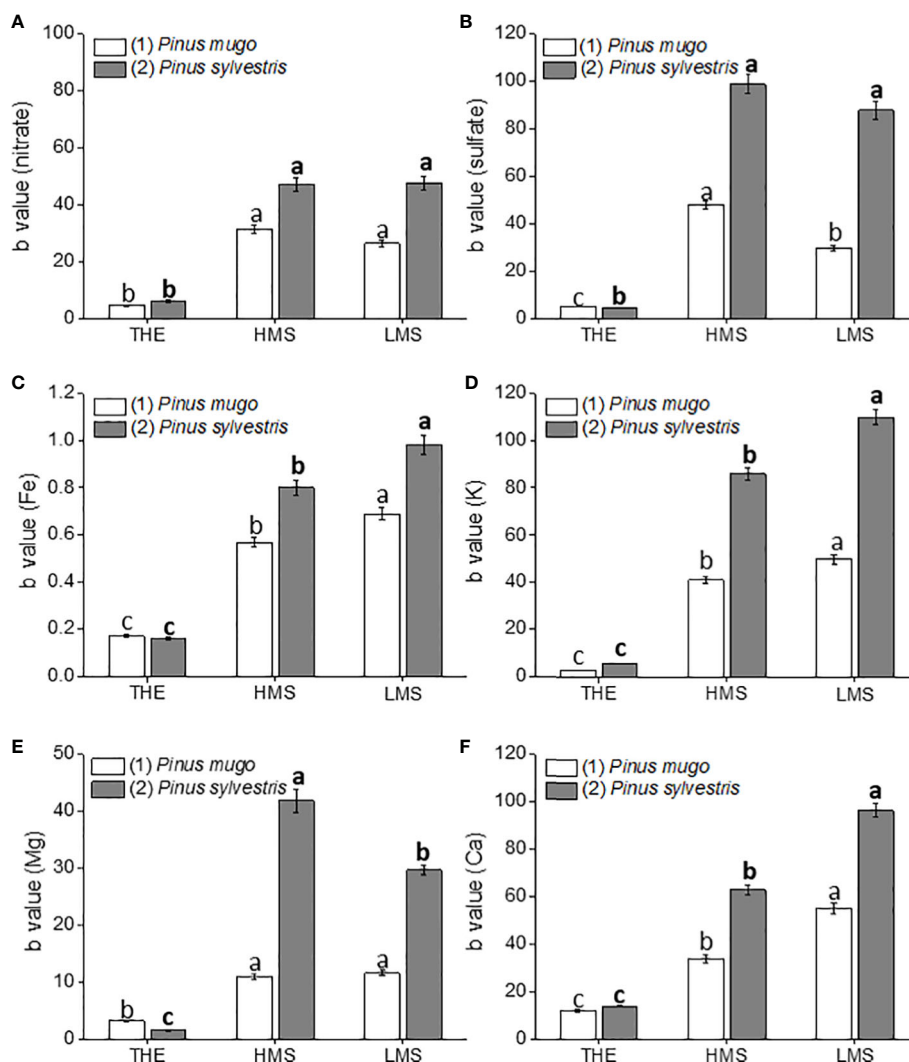 A
b value (nitrate)
100
80
60
40
20
0
(1) Pinus mugo
(2) Pinus sylvestris
b
b
a
a
a
a
THE
HMS
LMS
B
b value (sulfate)
120
100
80
60
40
20
0
(1) Pinus mugo
(2) Pinus sylvestris
c
b
a
a
b
a
THE
HMS
LMS
C
b value (Fe)
1.2
1.0
0.8
0.6
0.4
0.2
0.0
(1) Pinus mugo
(2) Pinus sylvestris
c
c
b
b
a
a
THE
HMS
LMS
D
b value (K)
120
100
80
60
40
20
0
(1) Pinus mugo
(2) Pinus sylvestris
c
c
b
b
a
a
THE
HMS
LMS
E
b value (Mg)
50
40
30
20
10
0
(1) Pinus mugo
(2) Pinus sylvestris
b
c
a
a
a
b
THE
HMS
LMS
F
b value (Ca)
120
100
80
60
40
20
0
(1) Pinus mugo
(2) Pinus sylvestris
c
c
b
b
a
a
THE
HMS
LMS